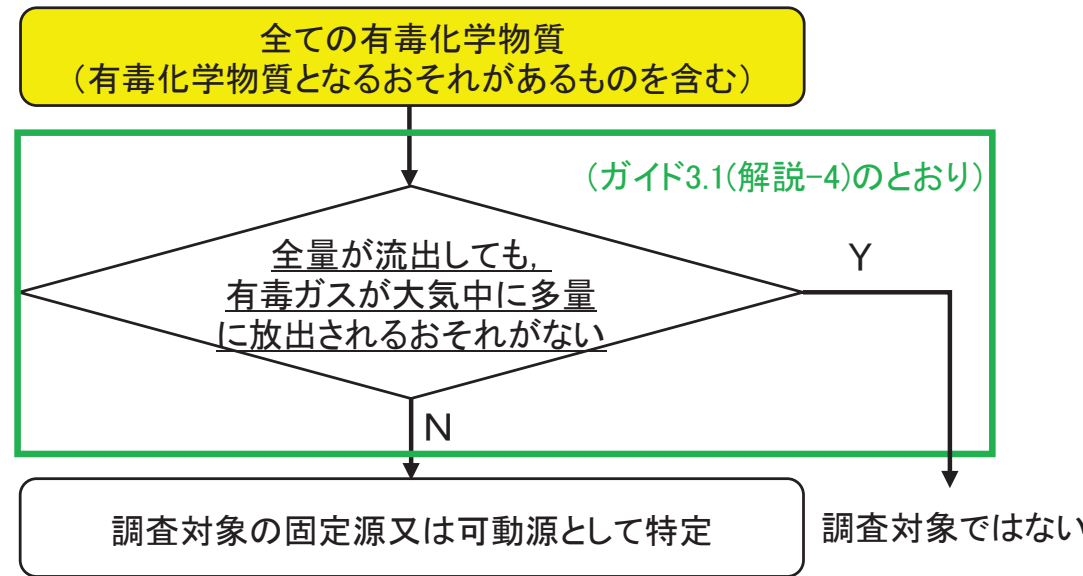 全ての有毒化学物質
（有毒化学物質となるおそれがあるものを含む）
（ガイド3.1(解説-4)のとおり）
全量が流出しても,
有毒ガスが大気中に多量
に放出されるおそれがない
Y
N
調査対象の固定源又は可動源として特定
調査対象ではない